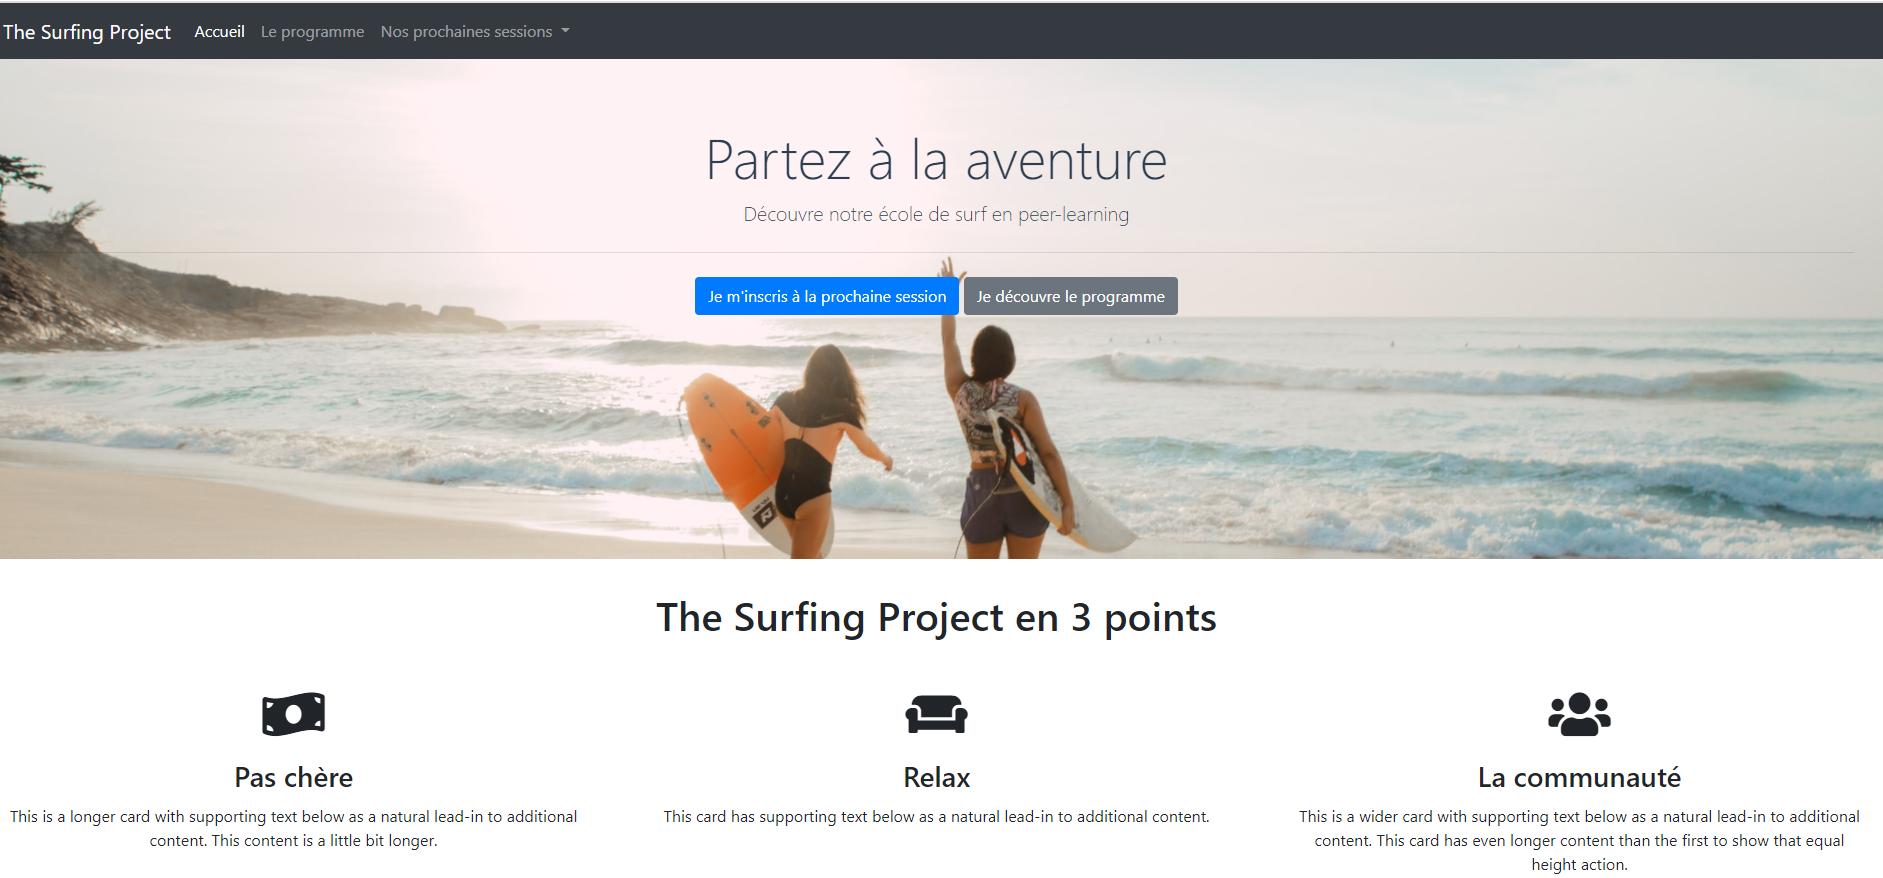 The Surfing Project Accueil Le programme Nos prochaines sessions
Partez à la aventure
Découvre notre école de surf en peer-learning
Je m'inscris à la prochaine session Je découvre le programme
The Surfing Project en 3 points
Pas chère
This is a longer card with supporting text below as a natural lead-in to additional
content. This content is a little bit longer.
Relax
This card has supporting text below as a natural lead-in to additional content.
La communauté
This is a wider card with supporting text below as a natural lead-in to additional
content. This card has even longer content than the first to show that equal
height action.